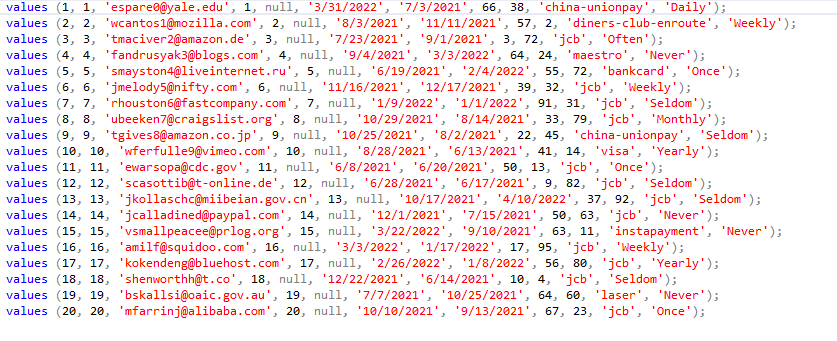 values (1, 1, 'espare0@yale.edu', 1, null, '3/31/2022', '7/3/2021', 66, 38, 'china-unionpay', 'Daily');
values (2, 2, 'wcantos1@mozilla.com', 2, null, '8/3/2021', '11/11/2021', 57, 2, 'diners-club-enroute', 'Weekly');
values (3, 3, 'tmaciver2@amazon.de', 3, null, '7/23/2021', '9/1/2021', 3, 72, 'jcb', 'Often');
values (4, 4, 'fandrusyak3@blogs.com', 4, null, '9/4/2021', '3/3/2022', 64, 24, 'maestro', 'Never');
values (5, 5, 'smayston4@liveinternet.ru', 5, null, '6/19/2021', '2/4/2022', 55, 72, 'bankcard', 'Once');
values (6, 6, 'jmelody5@nifty.com', 6, null, '11/16/2021', '12/17/2021', 39, 32, 'jcb', 'Weekly');
values (7, 7, 'rhouston6@fastcompany.com', 7, null, '1/9/2022', '1/1/2022', 91, 31, 'jcb', 'Seldom');
values (8, 8, 'ubeeken7@craigslist.org', 8, null, '10/29/2021', '8/14/2021', 33, 79, 'jcb', 'Monthly');
values (9, 9, 'tgives8@amazon.co.jp', 9, null, '10/25/2021', '8/2/2021', 22, 45, 'china-unionpay', 'Seldom');
values (10, 10, 'wferfulle9@vimeo.com', 10, null, '8/28/2021', '6/13/2021', 41, 14, 'visa', 'Yearly');
values (11, 11, 'ewarsopa@cdc.gov', 11, null, '6/8/2021', '6/20/2021', 50, 13, 'jcb', 'Once');
values (12, 12, 'scasottib@t-online.de', 12, null, '6/28/2021', '6/17/2021', 9, 82, 'jcb', 'Seldom');
values (13, 13, 'jkollaschc@miibeian.gov.cn', 13, null, '10/17/2021', '4/10/2022', 37, 92, 'jcb', 'Seldom');
values (14, 14, 'jcalladined@paypal.com', 14, null, '12/1/2021', '7/15/2021', 50, 63, 'jcb', 'Never');
values (15, 15, 'vsmallpeacee@prlog.org', 15, null, '3/22/2022', '9/10/2021', 63, 11, 'instapayment', 'Never');
values (16, 16, 'amilf@squidoo.com', 16, null, '3/3/2022', '1/17/2022', 17, 95, 'jcb', 'Weekly');
values (17, 17, 'kokendeng@bluehost.com', 17, null, '2/26/2022', '1/8/2022', 56, 80, 'jcb', 'Yearly');
values (18, 18, 'shenworthh@t.co', 18, null, '12/22/2021', '6/14/2021', 10, 4, 'jcb', 'Seldom');
values (19, 19, 'bskallsi@oaic.gov.au', 19, null, '7/7/2021', '10/25/2021', 64, 60, 'laser', 'Never');
values (20, 20, 'mfarrinj@alibaba.com', 20, null, '10/10/2021', '9/13/2021', 67, 23, 'jcb', 'Once');